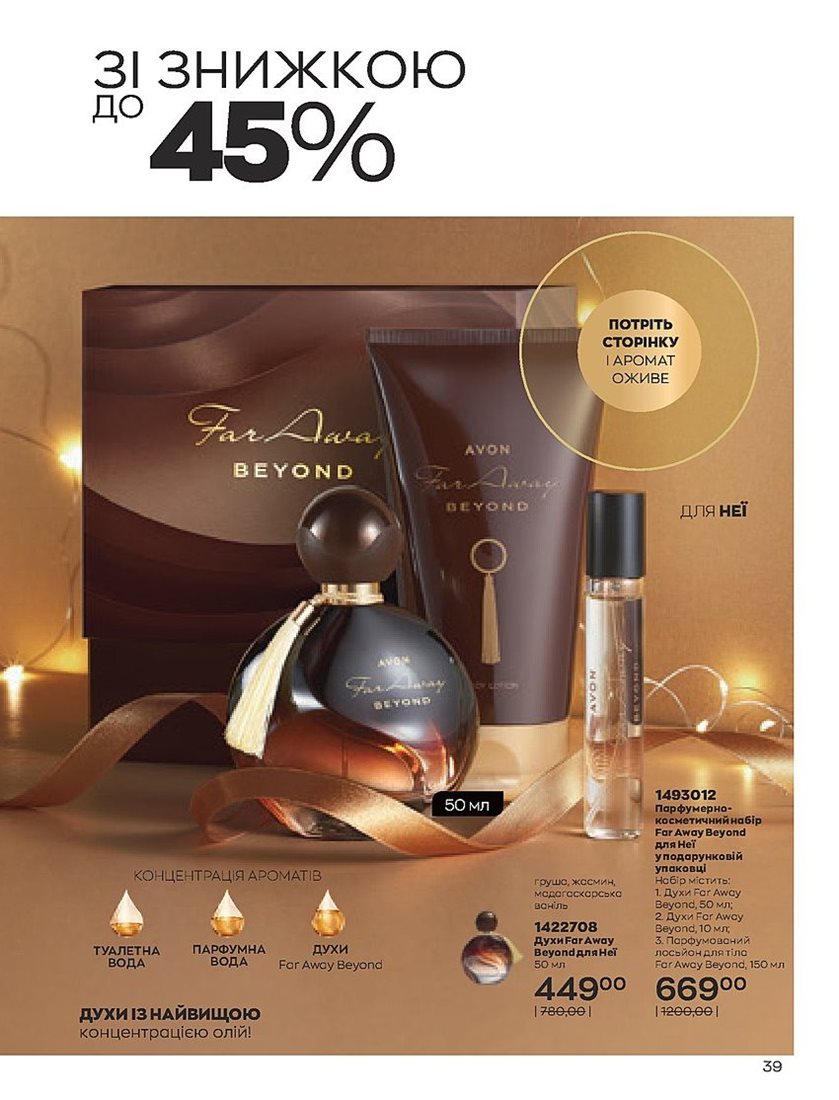 ЗІ ЗНИЖКОЮ
ДО
45%
ПОТРІТЬ
СТОРІНКУ
І АРОМАТ
ОЖИВЕ
Far Away
BEYOND
AVON
Far Away
BEYOND
ДЛЯ НЕЇ
LOTION
AVON
Far Away
BEYOND
AVON
BEYOND
50 мл
КОНЦЕНТРАЦІЯ АРОМАТІВ
ТУАЛЕТНА
ВОДА
ПАРФУМНА
ВОДА
ДУХИ
Far Away Beyond
ДУХИ ІЗ НАЙВИЩОЮ
концентрацією олій!
груша, жасмин,
мадагаскарська
ваніль
1422708
Духи Far Away
Beyond для Неї
50 мл
449⁰⁰
| 780,00 |
1493012
Парфумерно-
косметичний набір
Far Away Beyond
для Неї
у подарунковій
упаковці
Набір містить:
1. Духи Far Away
Beyond, 50 мл;
2. Духи Far Away
Beyond, 10 мл;
3. Парфумований
лосьйон для тіла
Far Away Beyond, 150 мл
669⁰⁰
| 1200,00 |
39